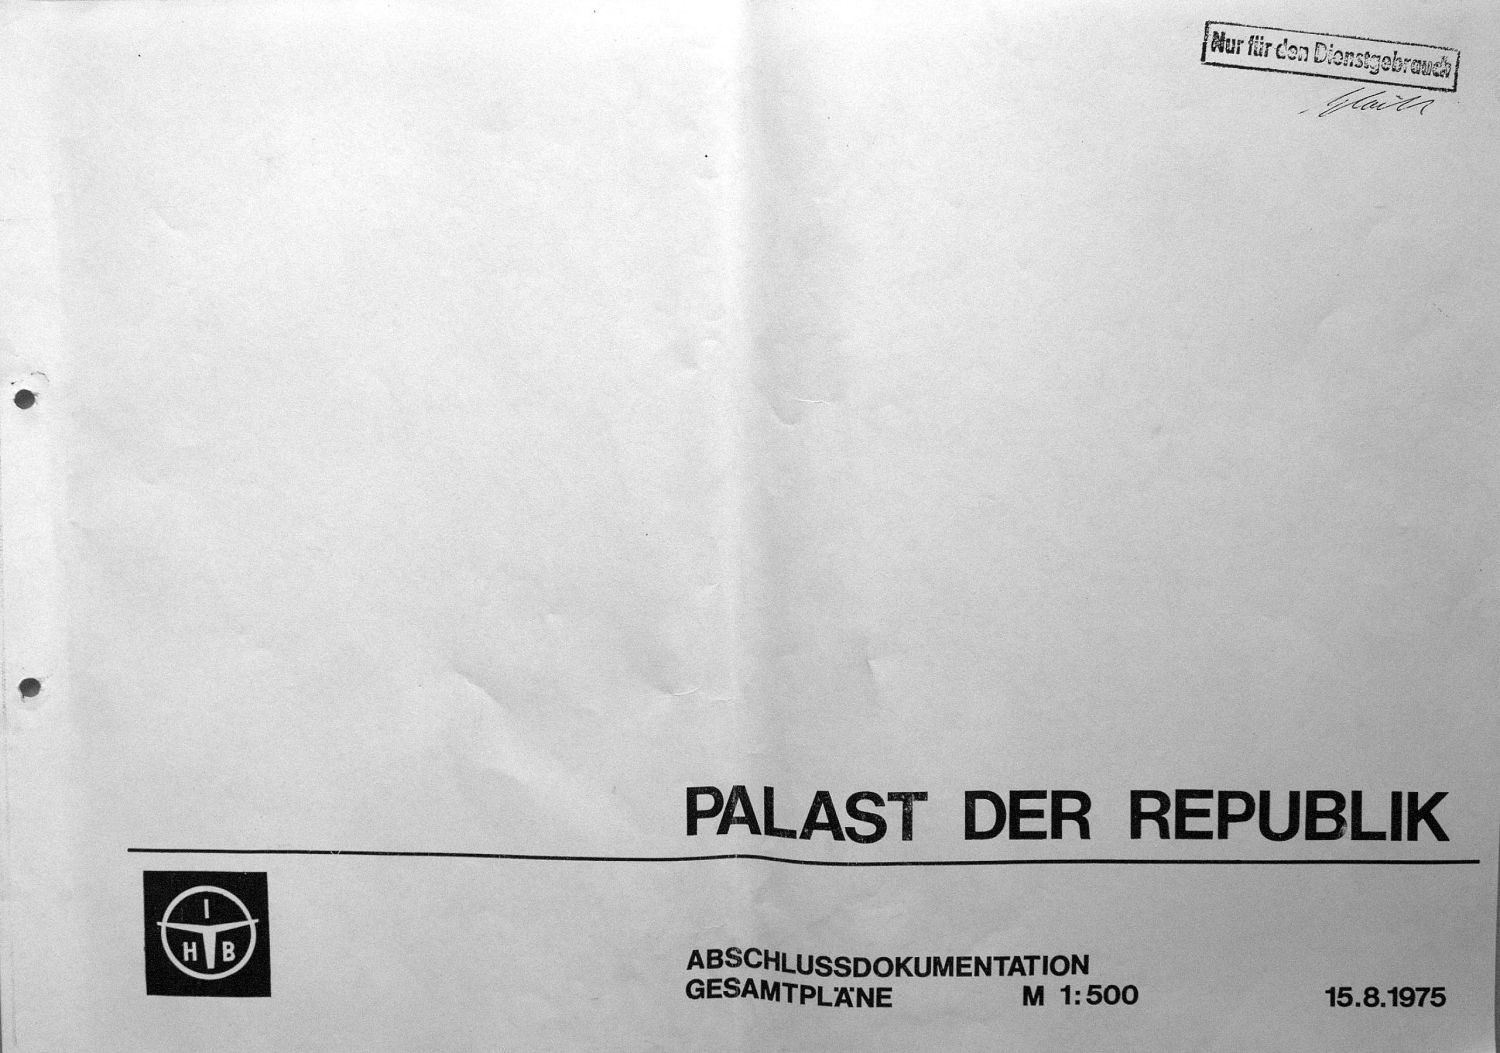 Nur für den Dienstgebrauch
PALAST DER REPUBLIK
I
H B
ABSCHLUSSDOKUMENTATION
GESAMTPLÄNE M 1:500 15.8.1975